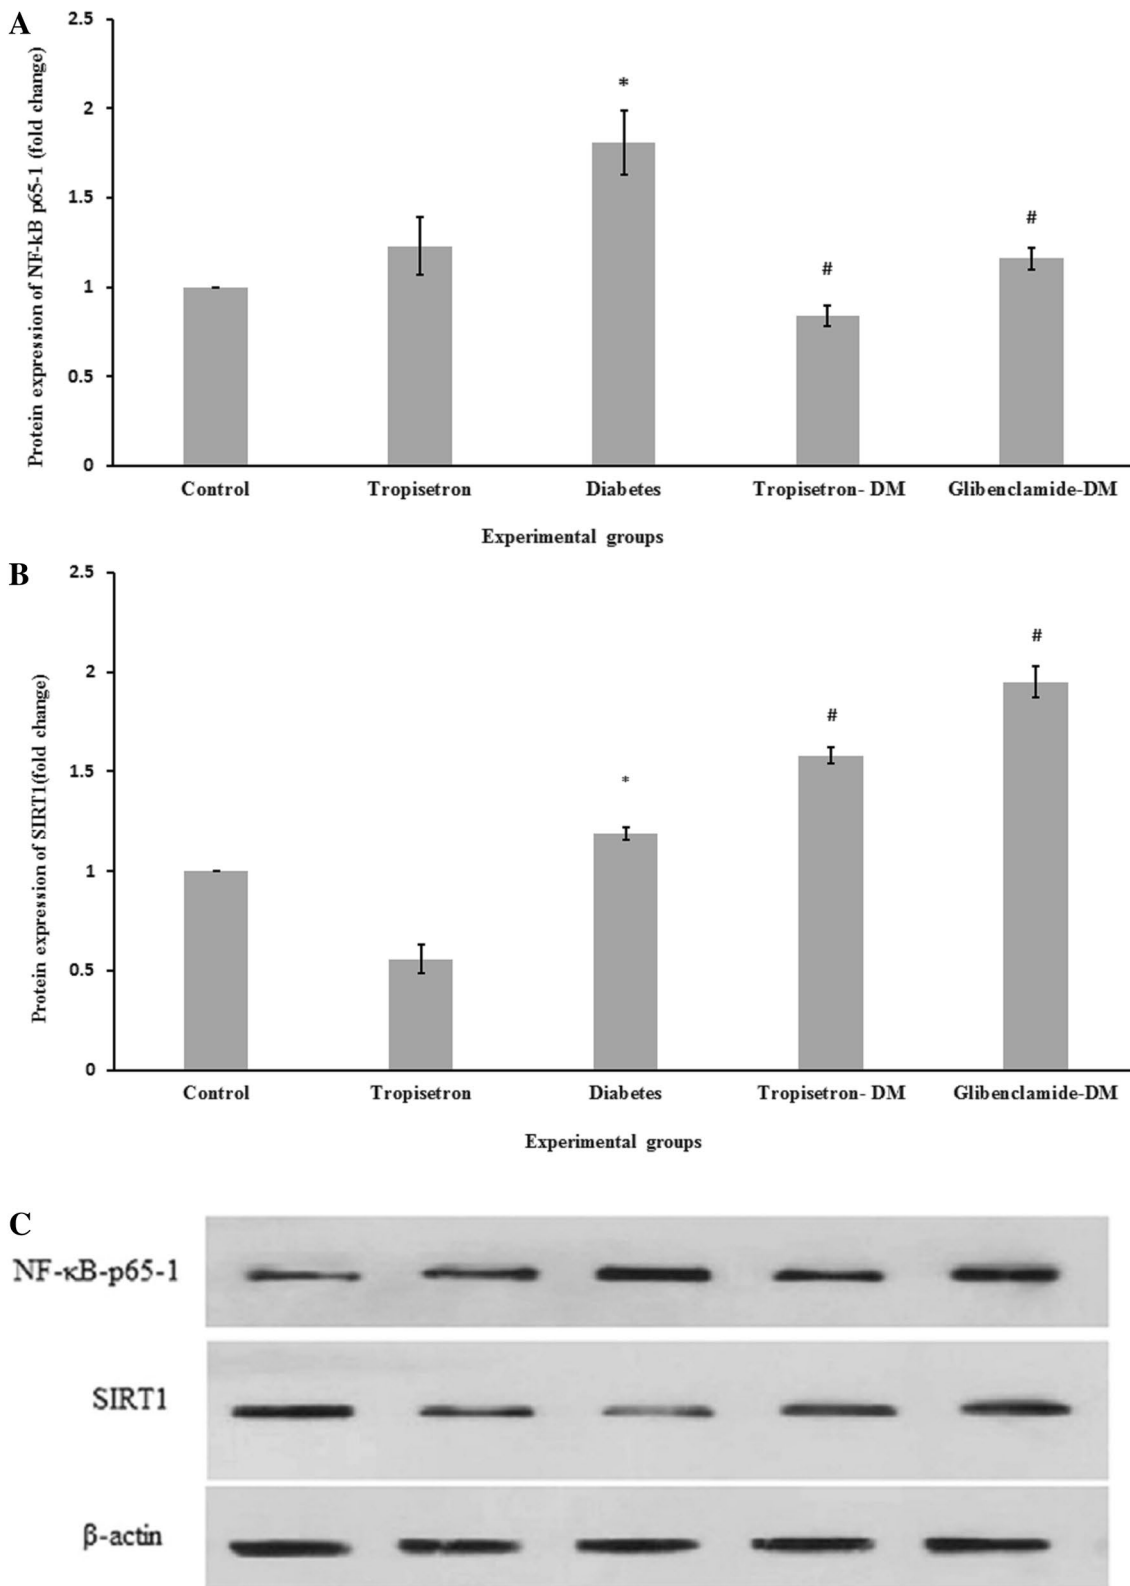 A
Protein expression of NF-kB p65-1 (fold change)
2.5
2
1.5
1
0.5
0
*
#
#
Control Tropisetron Diabetes Tropisetron- DM Glibenclamide-DM
Experimental groups
B
Protein expression of SIRT1(fold change)
2.5
2
1.5
1
0.5
0
*
#
#
Control Tropisetron Diabetes Tropisetron- DM Glibenclamide-DM
Experimental groups
C
NF-κB-p65-1
SIRT1
β-actin